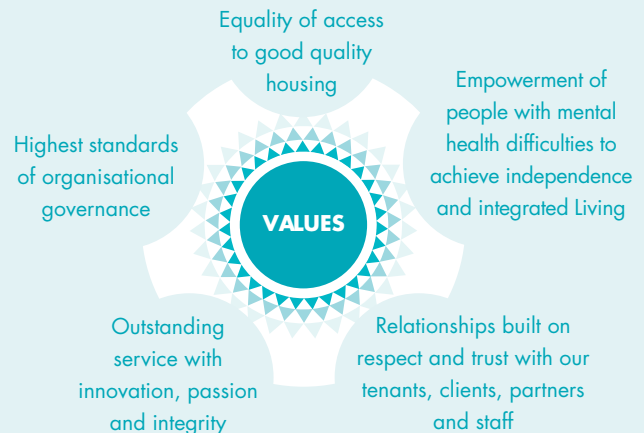 Equality of access
to good quality
housing
Empowerment of
people with mental
health difficulties to
achieve independence
and integrated Living
Highest standards
of organisational
governance
VALUES
Outstanding
service with
innovation, passion
and integrity
Relationships built on
respect and trust with our
tenants, clients, partners
and staff